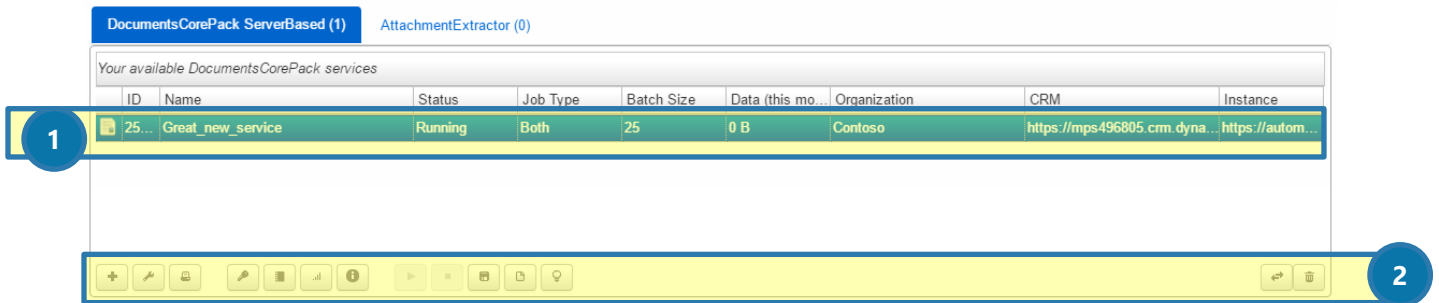 DocumentsCorePack ServerBased (1) AttachmentExtractor (0)
Your available DocumentsCorePack services
ID Name Status Job Type Batch Size Data (this mo... Organization CRM Instance
1 25... Great_new_service Running Both 25 0 B Contoso https://mps496805.crm.dyna... https://autom...
2